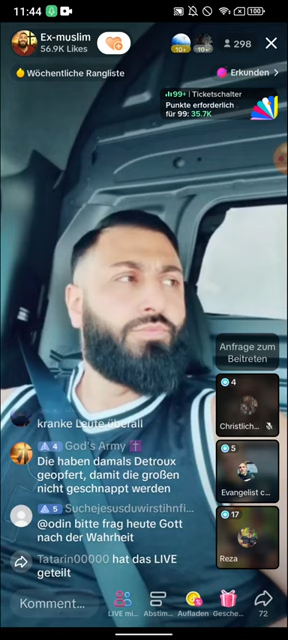 11:44
100
Ex-muslim
56.9K Likes
10+
10+
298
Wöchentliche Rangliste
Erkunden >
99+ | Ticketschalter
Punkte erforderlich
für 99: 35.7K
Anfrage zum
Beitreten
4
Christlich...
5
Evangelist c...
17
Reza
kranke Leute überall
4 God's Army
Die haben damals Detroux
geopfert, damit die großen
nicht geschnappt werden
5 Suchejesusduwirstihnfi...
@odin bitte frag heute Gott
nach der Wahrheit
Tatarin00000 hat das LIVE
geteilt
Komment...
LIVE mi...
Abstim...
Aufladen
Gesche...
72